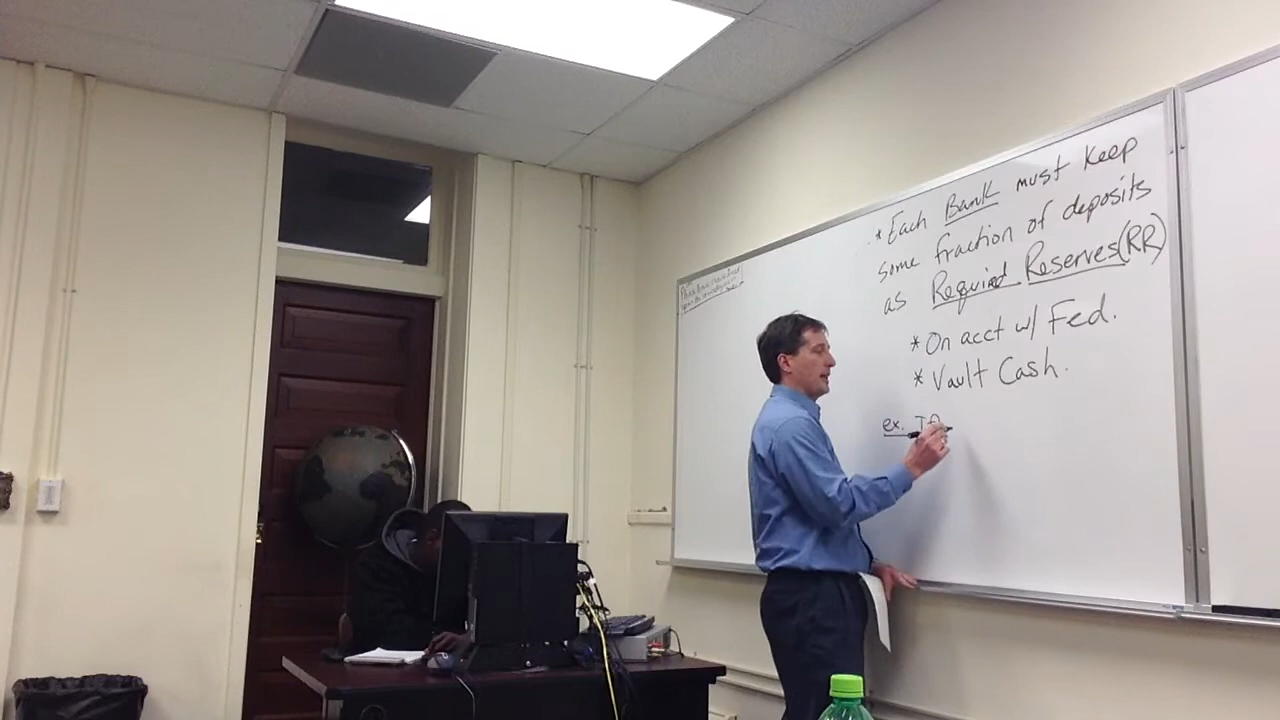 * Each Bank must keep
some fraction of deposits
as Required Reserves (RR)
* On acct w/ Fed.
* Vault Cash.
ex.